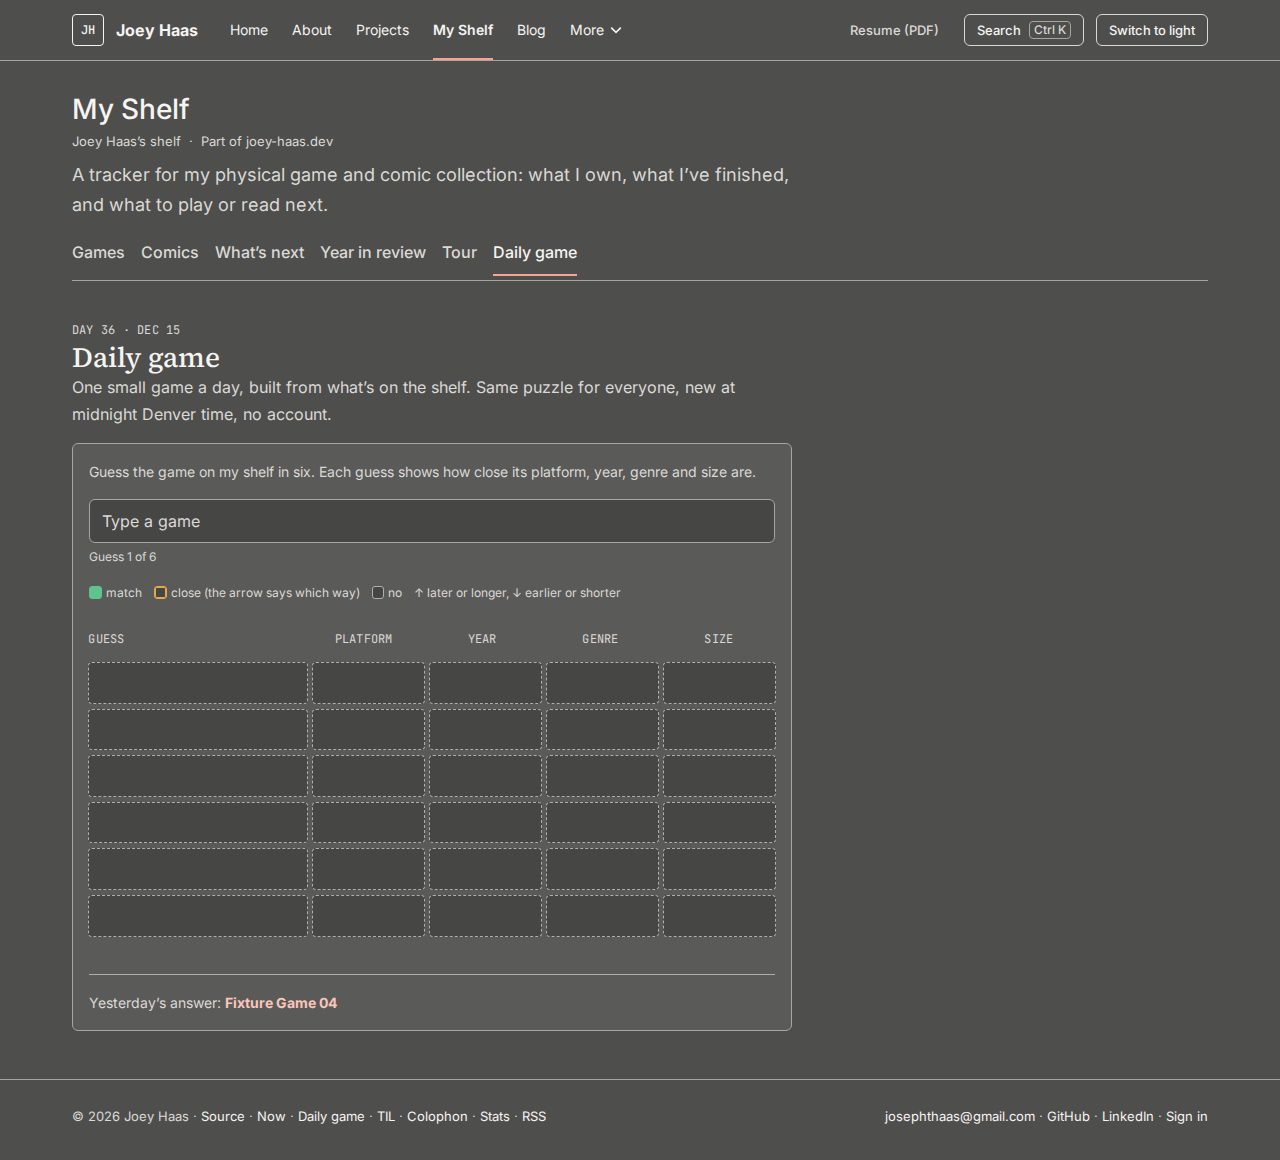 JH Joey Haas Home About Projects My Shelf Blog More Resume (PDF) Search Ctrl K Switch to light
My Shelf
Joey Haas’s shelf · Part of joey-haas.dev
A tracker for my physical game and comic collection: what I own, what I’ve finished,
and what to play or read next.
Games Comics What’s next Year in review Tour Daily game
DAY 36 · DEC 15
Daily game
One small game a day, built from what’s on the shelf. Same puzzle for everyone, new at
midnight Denver time, no account.
Guess the game on my shelf in six. Each guess shows how close its platform, year, genre and size are.
Type a game
Guess 1 of 6
match close (the arrow says which way) no ↑ later or longer, ↓ earlier or shorter
GUESS PLATFORM YEAR GENRE SIZE
Yesterday’s answer: Fixture Game 04
© 2026 Joey Haas · Source · Now · Daily game · TIL · Colophon · Stats · RSS josephthaas@gmail.com · GitHub · LinkedIn · Sign in